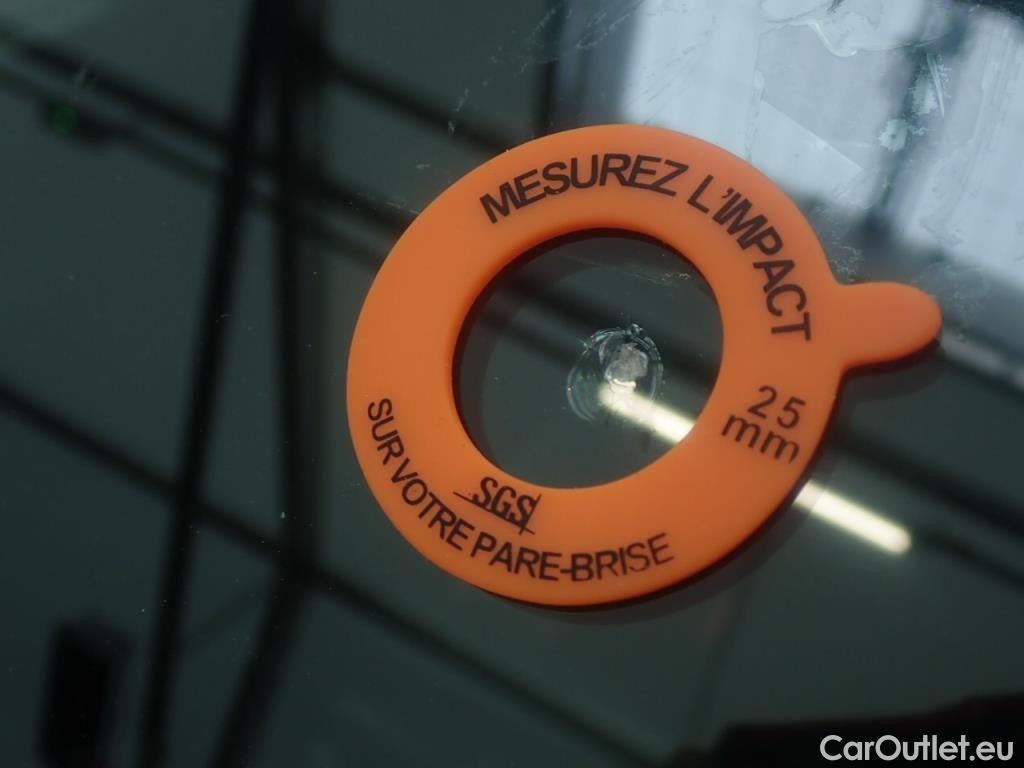 MESUREZ L'IMPACT
25
mm
SGS
SUR VOTRE PARE-BRISE
CarOutlet.eu